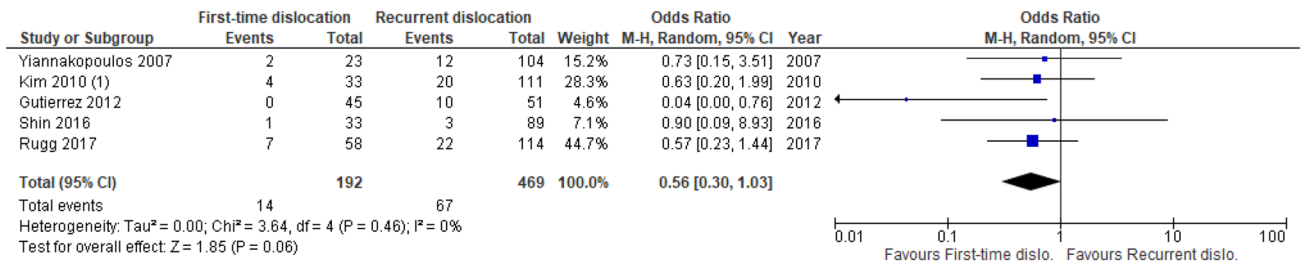 First-time dislocation Recurrent dislocation Odds Ratio Odds Ratio
Study or Subgroup Events Total Events Total Weight M-H, Random, 95% CI Year M-H, Random, 95% CI
Yiannakopoulos 2007 2 23 12 104 15.2% 0.73 [0.15, 3.51] 2007
Kim 2010 (1) 4 33 20 111 28.3% 0.63 [0.20, 1.99] 2010
Gutierrez 2012 0 45 10 51 4.6% 0.04 [0.00, 0.76] 2012
Shin 2016 1 33 3 89 7.1% 0.90 [0.09, 8.93] 2016
Rugg 2017 7 58 22 114 44.7% 0.57 [0.23, 1.44] 2017
Total (95% CI) 192 469 100.0% 0.56 [0.30, 1.03]
Total events 14 67
Heterogeneity: Tau² = 0.00; Chi² = 3.64, df = 4 (P = 0.46); I² = 0%
Test for overall effect: Z = 1.85 (P = 0.06)
0.01 0.1 1 10 100
Favours First-time dislo. Favours Recurrent dislo.